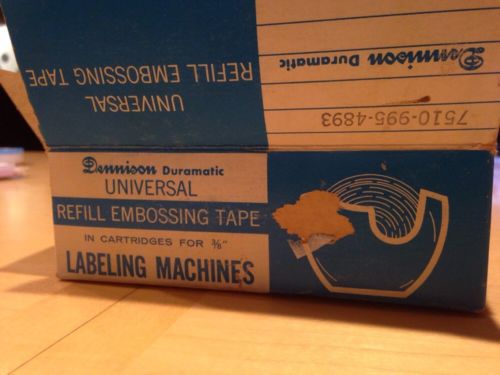 Dennison Duramatic
UNIVERSAL
REFILL EMBOSSING TAPE
IN CARTRIDGES FOR 3/8"
LABELING MACHINES
UNIVERSAL
REFILL EMBOSSING TAPE
7510-995-4893
Dennison Duramatic